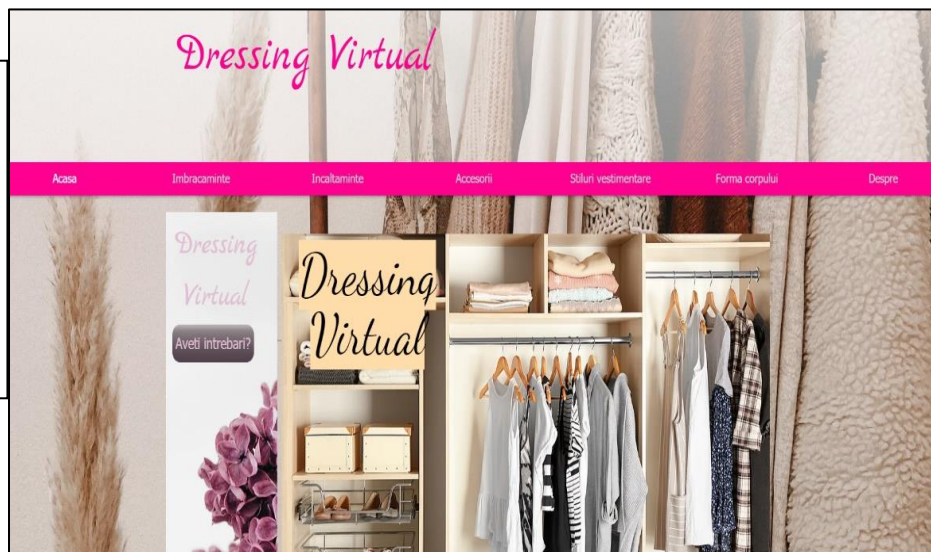 Dressing Virtual
Acasa Imbracaminte Incaltaminte Accesorii Stiluri vestimentare Forma corpului Despre
Dressing
Virtual
Aveti intrebari?
Dressing
Virtual